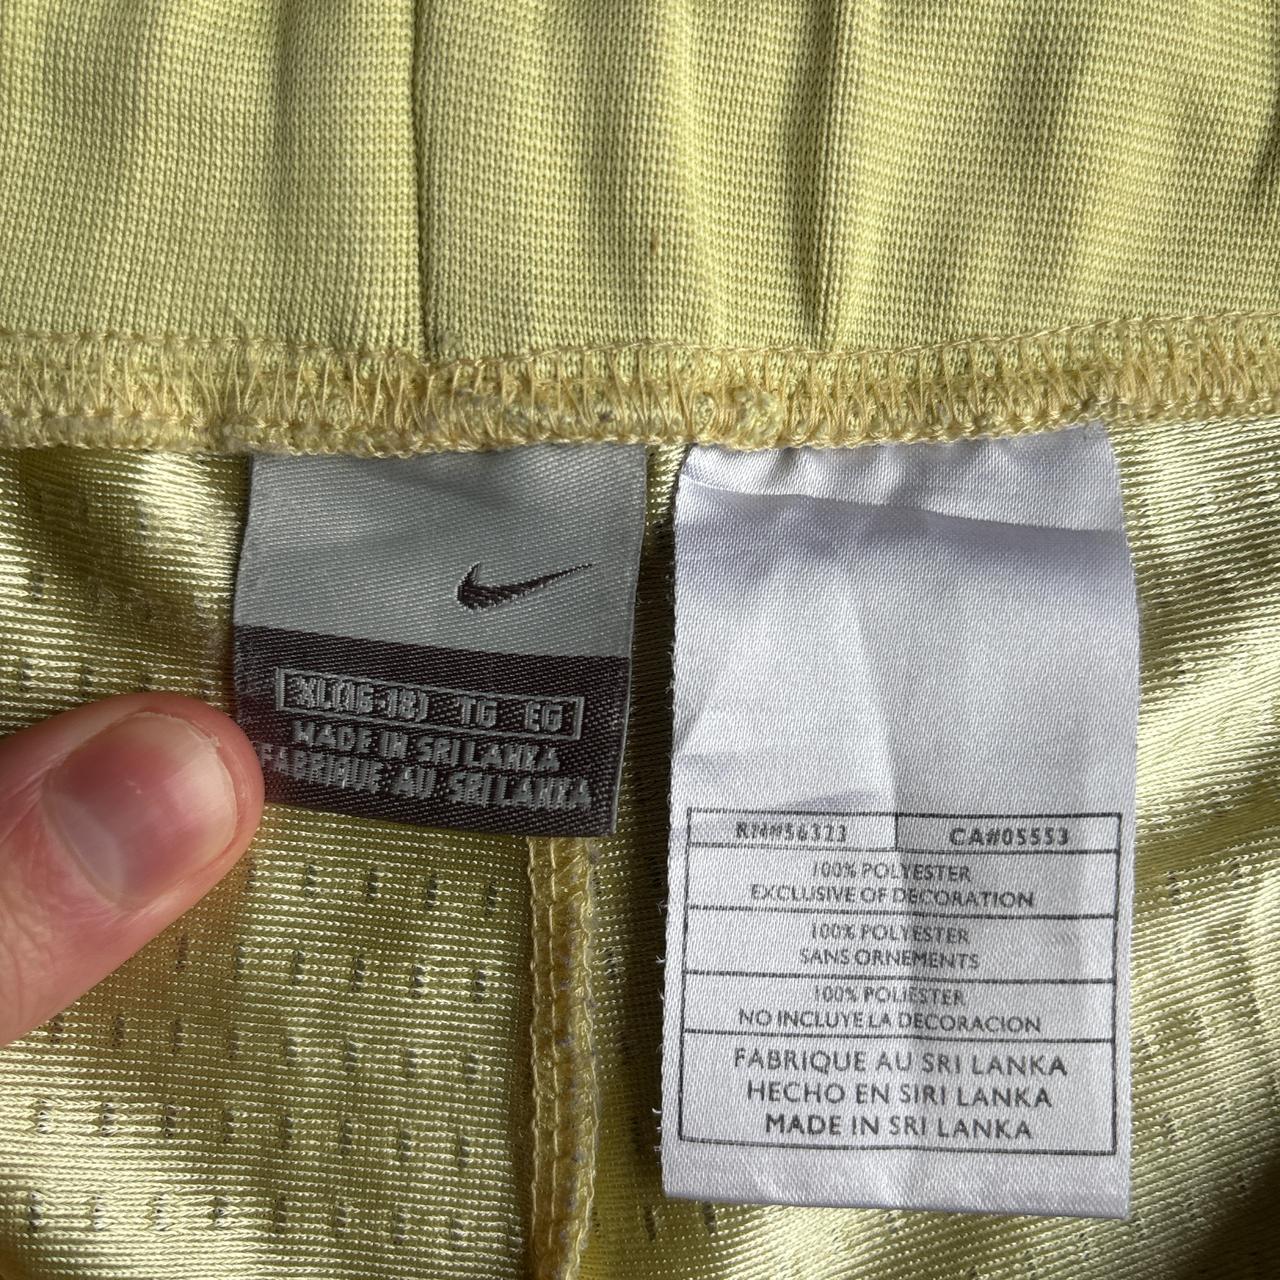 XL(16-18) TG EG
MADE IN SRI LANKA
FABRIQUE AU SRI LANKA
RN#56323
CA#05553
100% POLYESTER
EXCLUSIVE OF DECORATION
100% POLYESTER
SANS ORNEMENTS
100% POLIESTER
NO INCLUYE LA DECORACION
FABRIQUE AU SRI LANKA
HECHO EN SIRI LANKA
MADE IN SRI LANKA